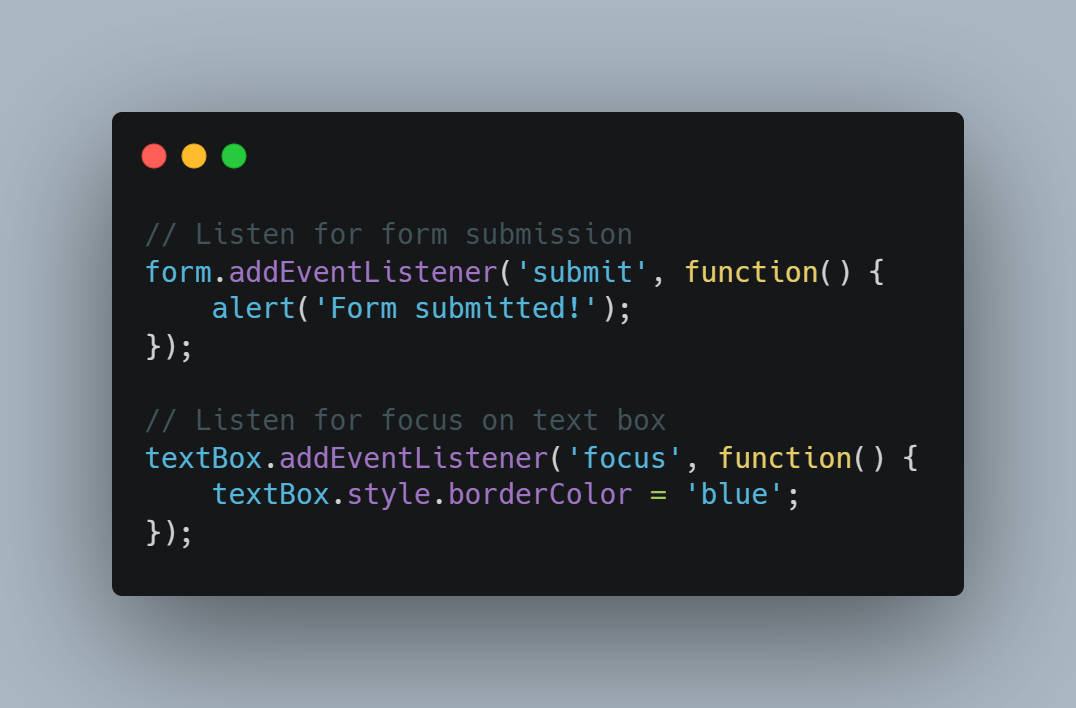 // Listen for form submission
form.addEventListener('submit', function() {
    alert('Form submitted!');
});

// Listen for focus on text box
textBox.addEventListener('focus', function() {
    textBox.style.borderColor = 'blue';
});